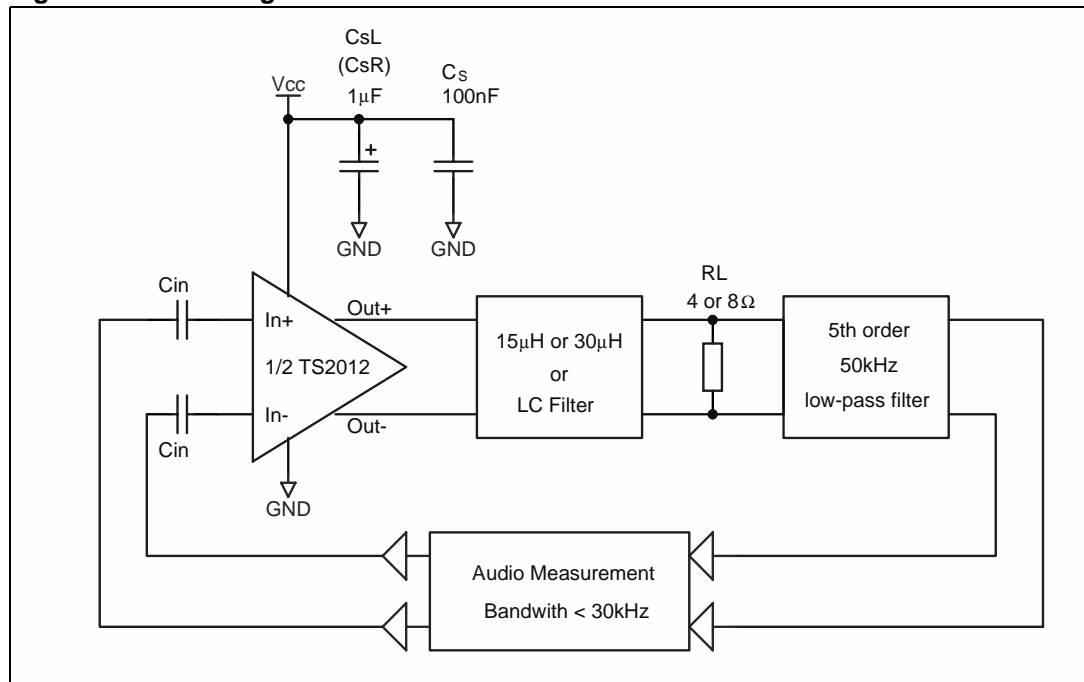 CsL
(CsR)
1μF
Cs
100nF
Vcc
+
GND
GND
Cin
In+
Out+
1/2 TS2012
In-
Out-
Cin
GND
15μH or 30μH
or
LC Filter
RL
4 or 8Ω
5th order
50kHz
low-pass filter
Audio Measurement
Bandwith < 30kHz